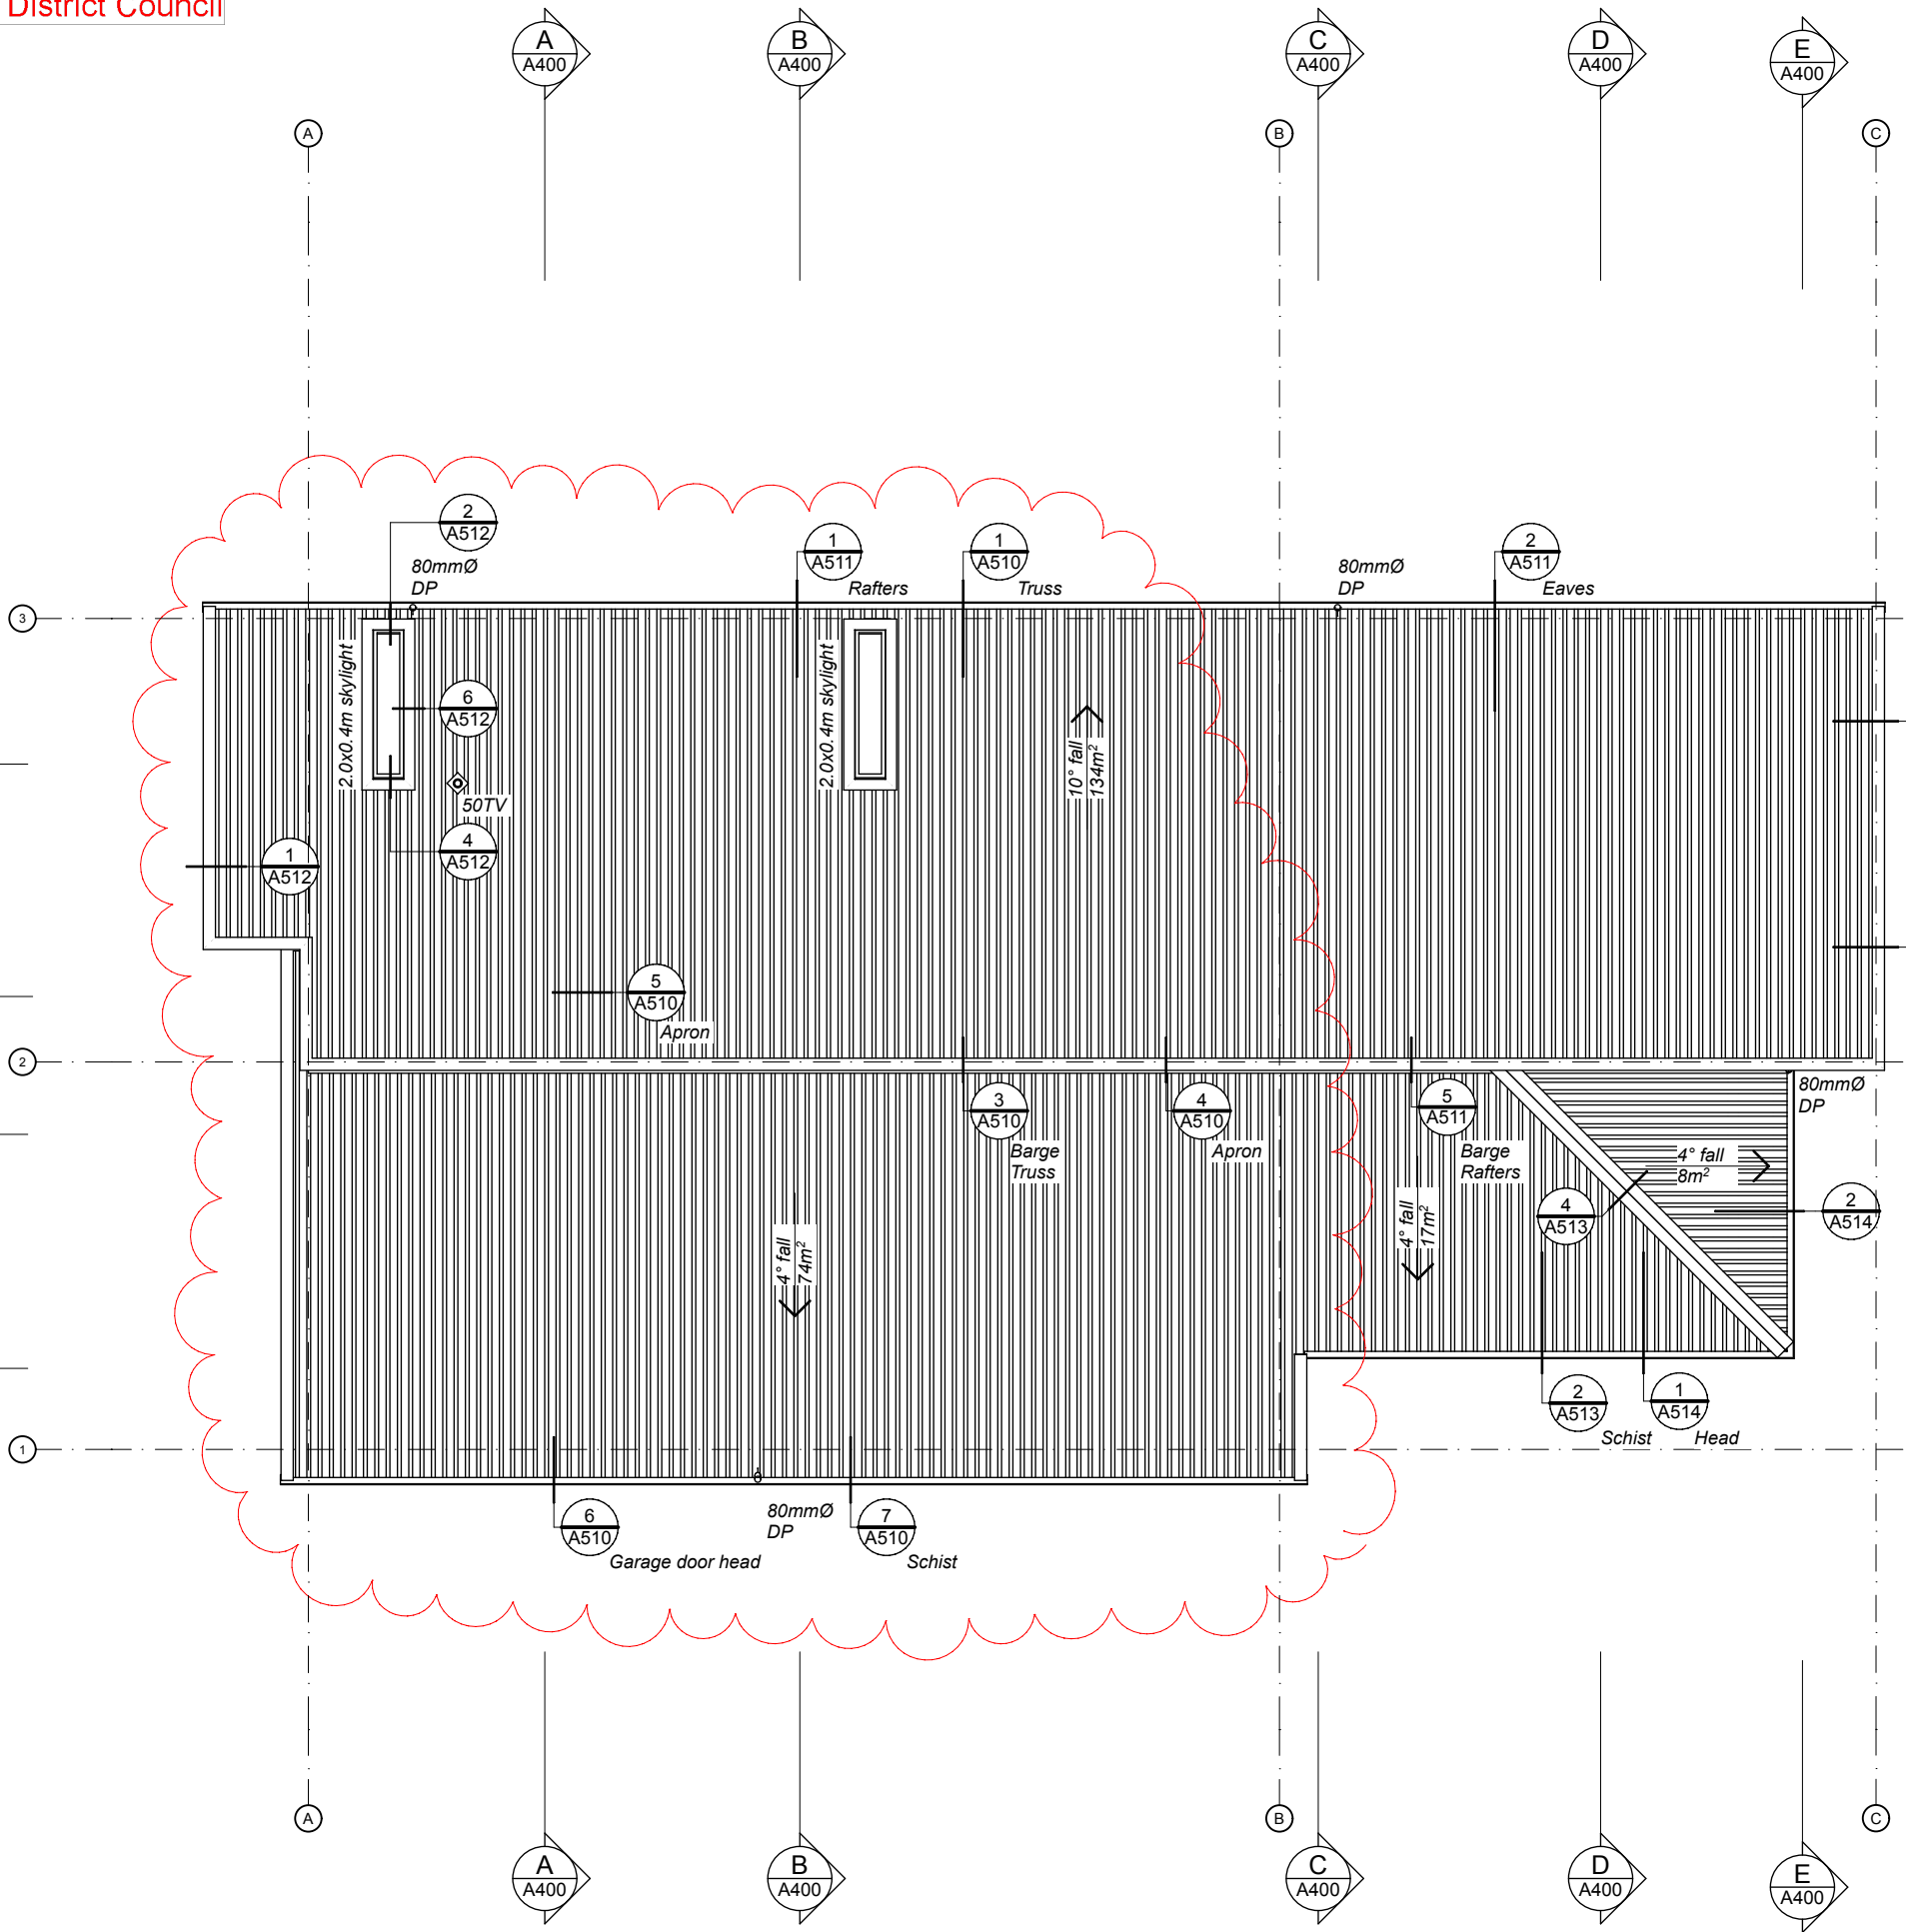 District Council
A
A400
B
A400
C
A400
D
A400
E
A400
A
B
C
2
A512
80mmØ
DP
1
A511
Rafters
1
A510
Truss
80mmØ
DP
2
A511
Eaves
3
2.0x0.4m skylight
6
A512
50TV
4
A512
2.0x0.4m skylight
10° fall
134m²
1
A512
5
A510
Apron
2
3
A510
Barge
Truss
4
A510
Apron
5
A511
Barge
Rafters
80mmØ
DP
4° fall
8m²
4
A513
2
A514
4° fall
74m²
4° fall
17m²
2
A513
Schist
1
A514
Head
1
6
A510
Garage door head
80mmØ
DP
7
A510
Schist
A
B
C
A
A400
B
A400
C
A400
D
A400
E
A400